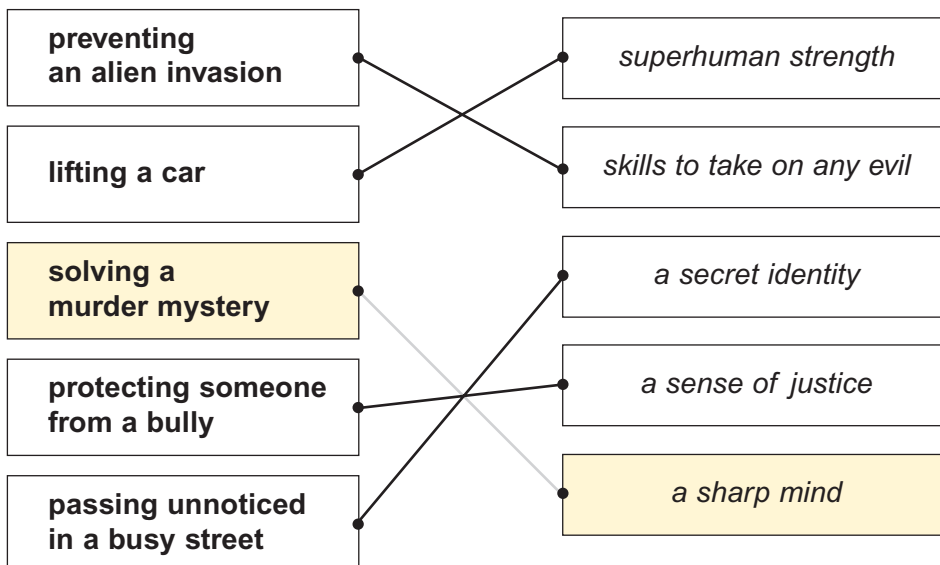 preventing
an alien invasion
lifting a car
solving a
murder mystery
protecting someone
from a bully
passing unnoticed
in a busy street
superhuman strength
skills to take on any evil
a secret identity
a sense of justice
a sharp mind